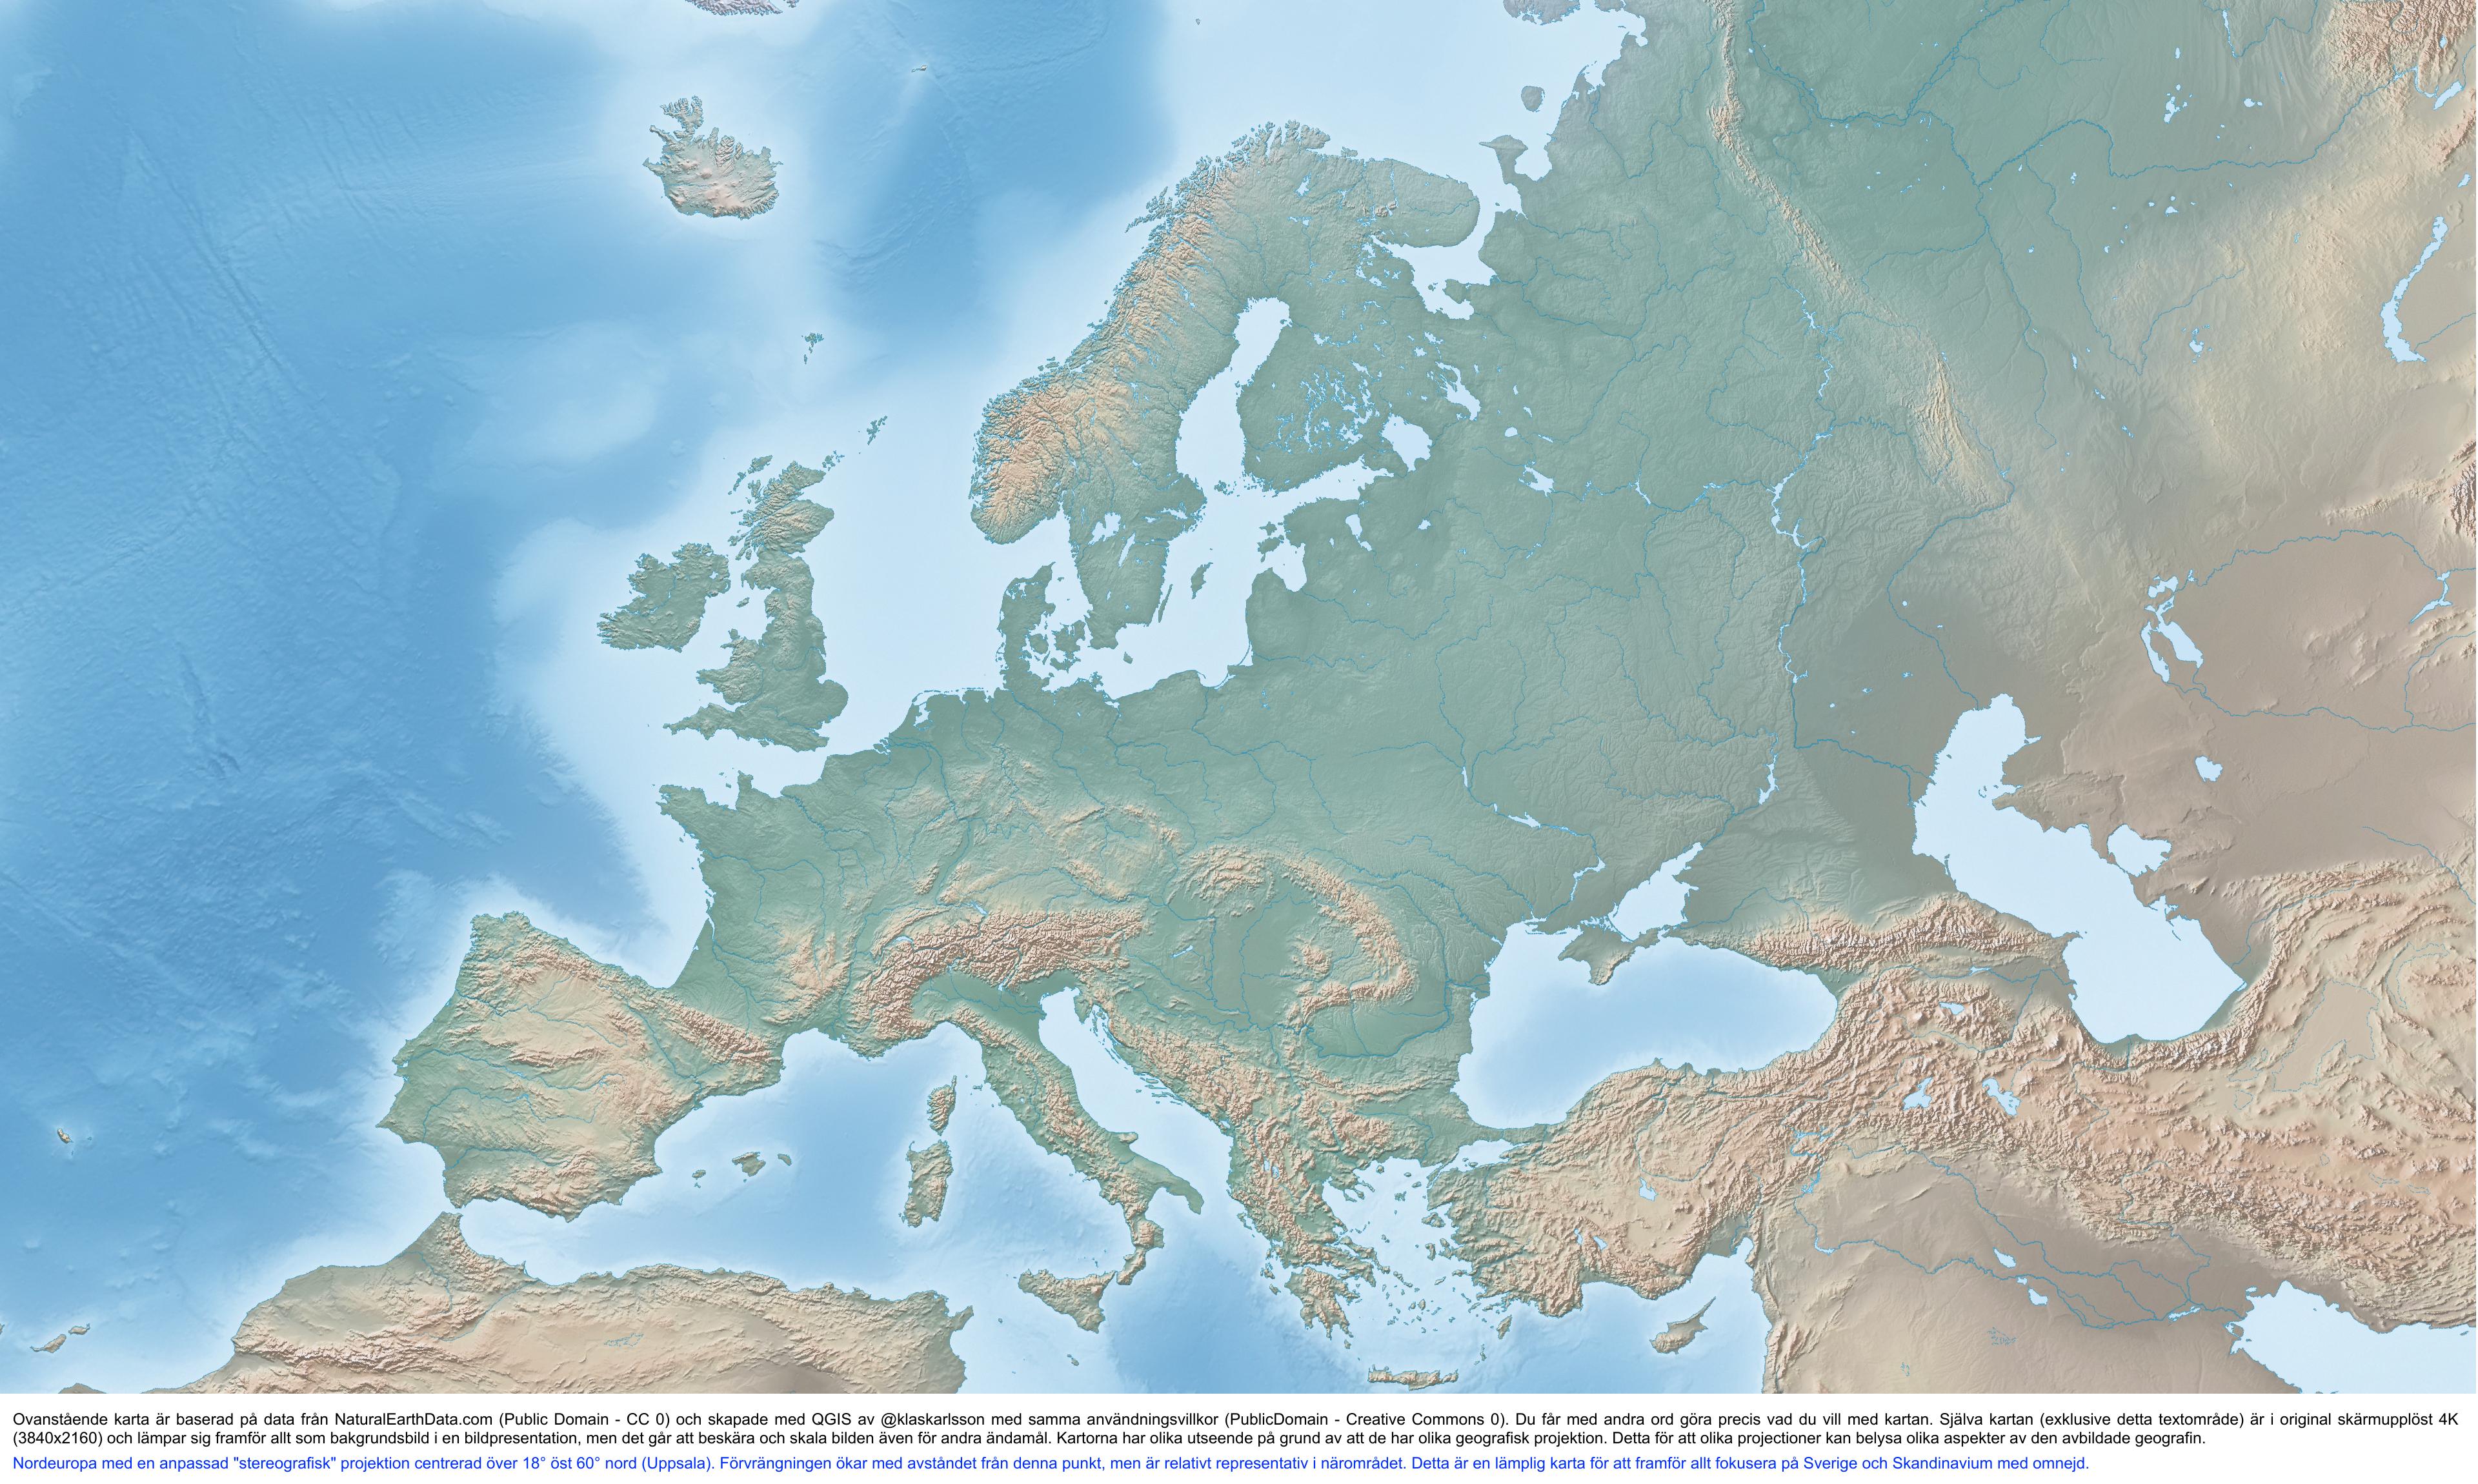 Ovanstående karta är baserad på data från NaturalEarthData.com (Public Domain - CC 0) och skapade med QGIS av @klaskarlsson med samma användningsvillkor (PublicDomain - Creative Commons 0). Du får med andra ord göra precis vad du vill med kartan. Själva kartan (exklusive detta textområde) är i original skärmupplöst 4K
(3840x2160) och lämpar sig framför allt som bakgrundsbild i en bildpresentation, men det går att beskära och skala bilden även för andra ändamål. Kartorna har olika utseende på grund av att de har olika geografisk projektion. Detta för att olika projectioner kan belysa olika aspekter av den avbildade geografin.
Nordeuropa med en anpassad "stereografisk" projektion centrerad över 18° öst 60° nord (Uppsala). Förvrängningen ökar med avståndet från denna punkt, men är relativt representativ i närområdet. Detta är en lämplig karta för att framför allt fokusera på Sverige och Skandinavium med omnejd.